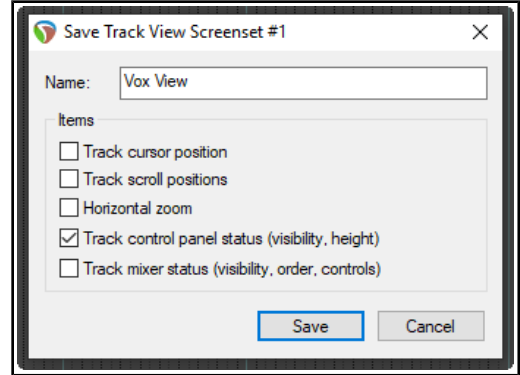 Save Track View Screenset #1
Name: Vox View
Items
Track cursor position
Track scroll positions
Horizontal zoom
Track control panel status (visibility, height)
Track mixer status (visibility, order, controls)
Save Cancel